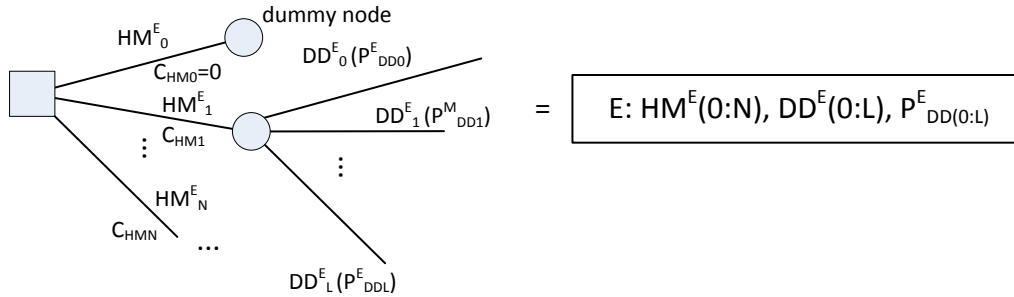 dummy node
HM^E_0
C_HM0=0
DD^E_0 (P^E_DD0)
HM^E_1
C_HM1
DD^E_1 (P^M_DD1)
⋮
⋮
HM^E_N
C_HMN
...
DD^E_L (P^E_DDL)
=
E: HM^E(0:N), DD^E(0:L), P^E_DD(0:L)